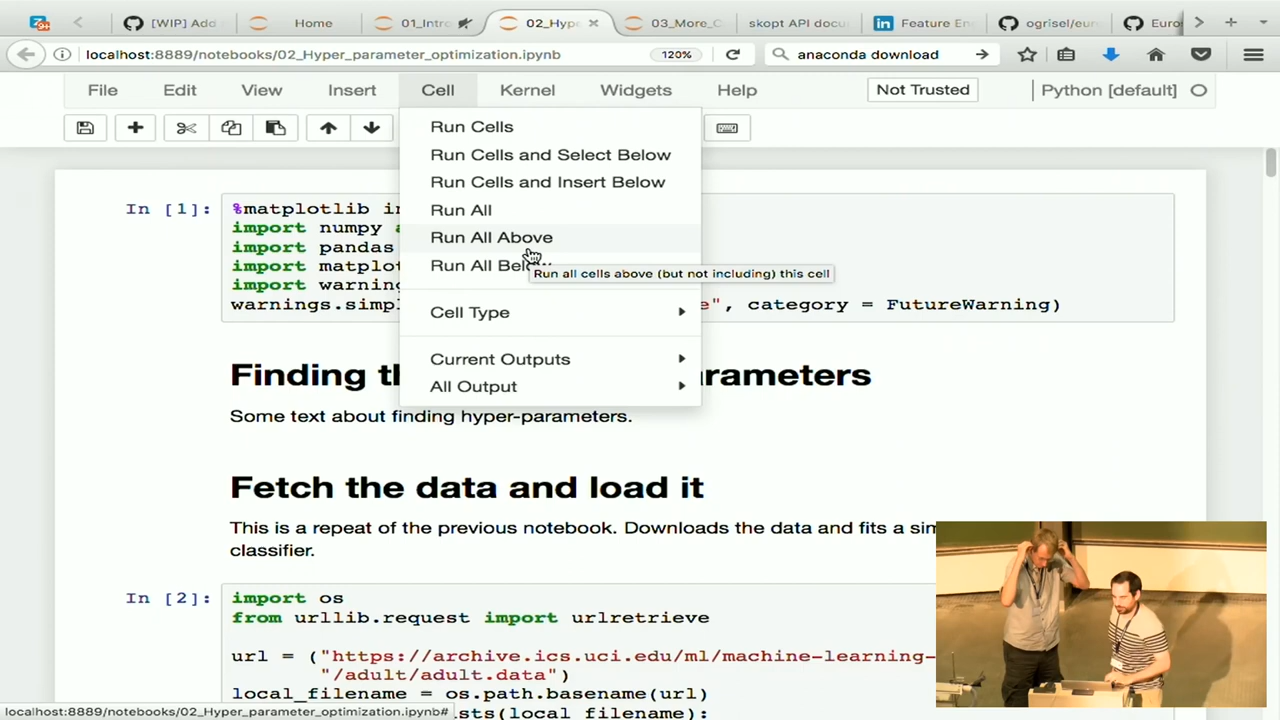 [WIP] Add
Home
01_Intro
02_Hype
03_More_C
skopt API docu
Feature En
ogrisel/eur
Euros
localhost:8889/notebooks/02_Hyper_parameter_optimization.ipynb
120%
anaconda download
File Edit View Insert Cell Kernel Widgets Help
Not Trusted
Python [default]
Run Cells
Run Cells and Select Below
Run Cells and Insert Below
Run All
Run All Above
Run All Below
Run all cells above (but not including) this cell
Cell Type
Current Outputs
All Output
In [1]:
%matplotlib in
import numpy a
import pandas
import matplot
import warning
warnings.simpl e", category = FutureWarning)
Finding th rameters
Some text about finding hyper-parameters.
Fetch the data and load it
This is a repeat of the previous notebook. Downloads the data and fits a sim
classifier.
In [2]:
import os
from urllib.request import urlretrieve
url = ("https://archive.ics.uci.edu/ml/machine-learning-
"/adult/adult.data")
local_filename = os.path.basename(url)
sts(local_filename):
localhost:8889/notebooks/02_Hyper_parameter_optimization.ipynb#